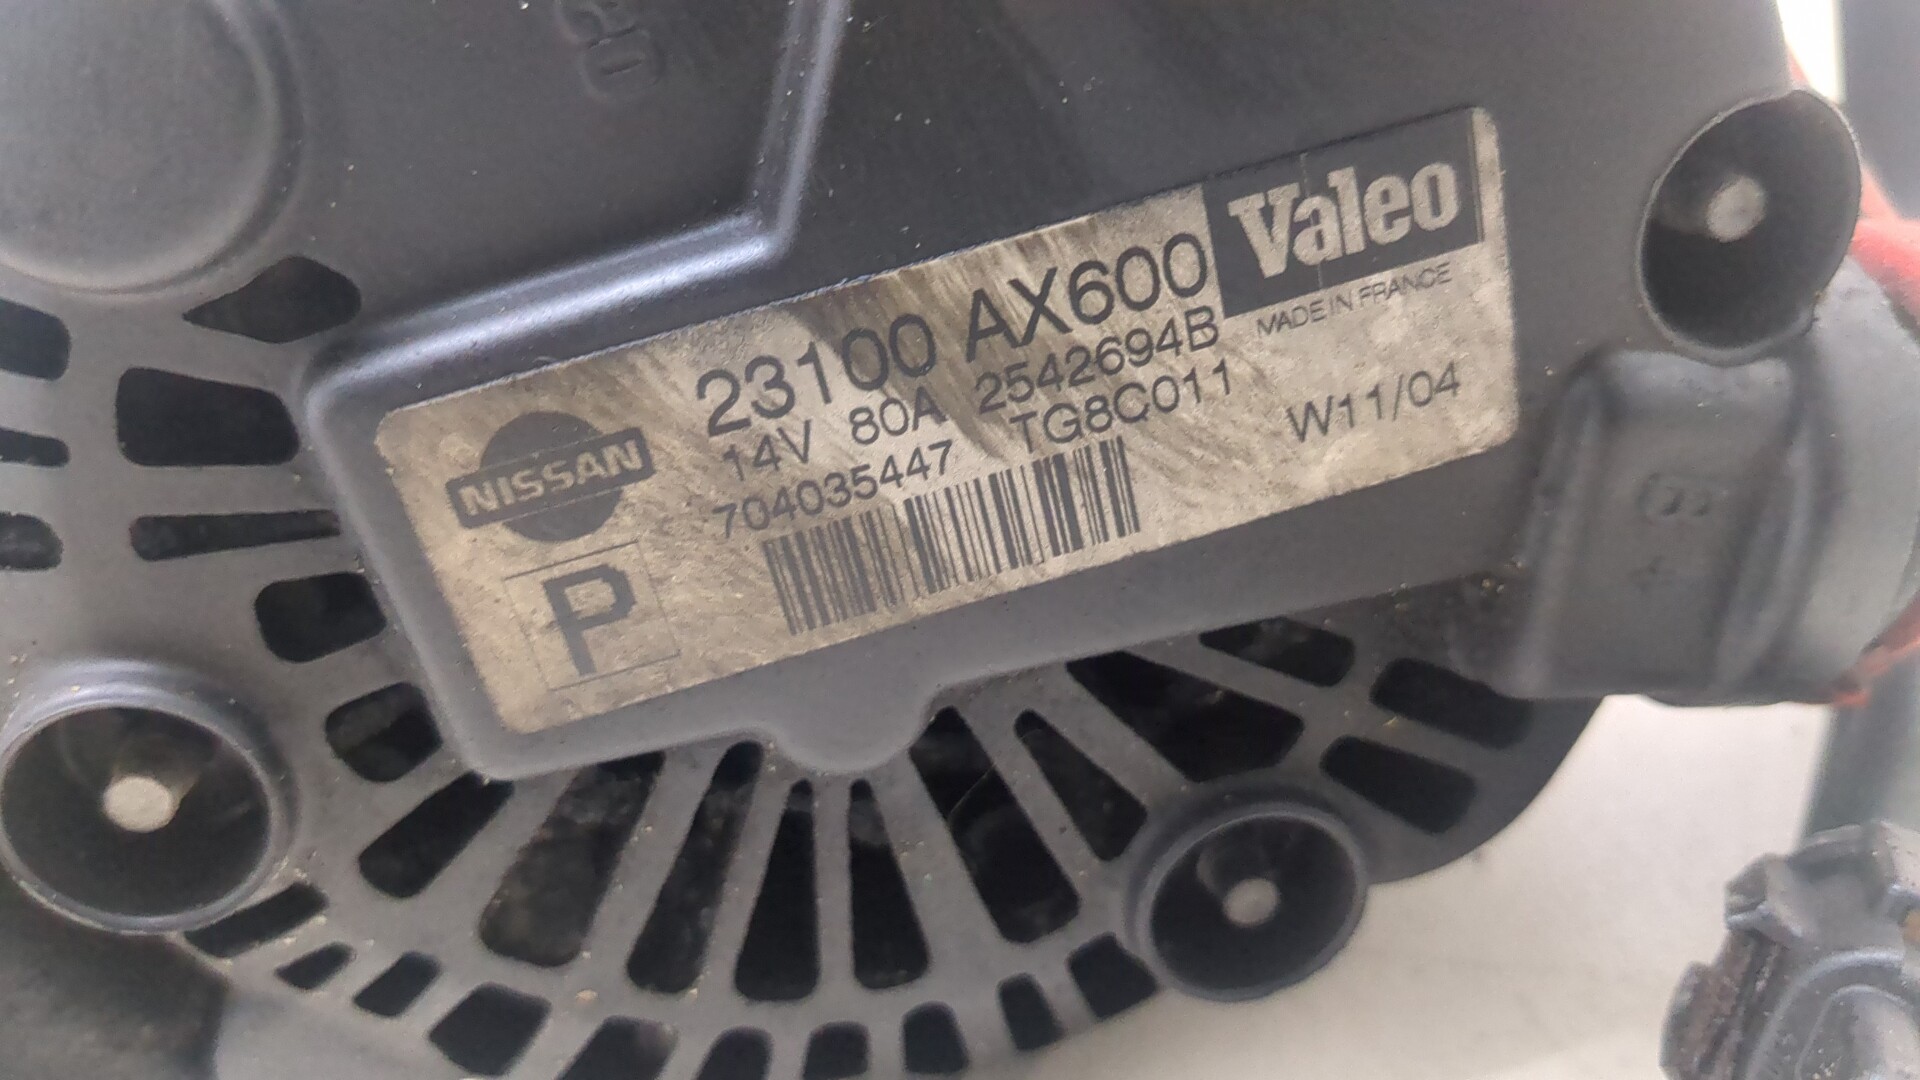 Valeo
MADE IN FRANCE
23100 AX600
14V 80A 2542694B
704035447 TG8C011
W11/04
NISSAN
P
B
+